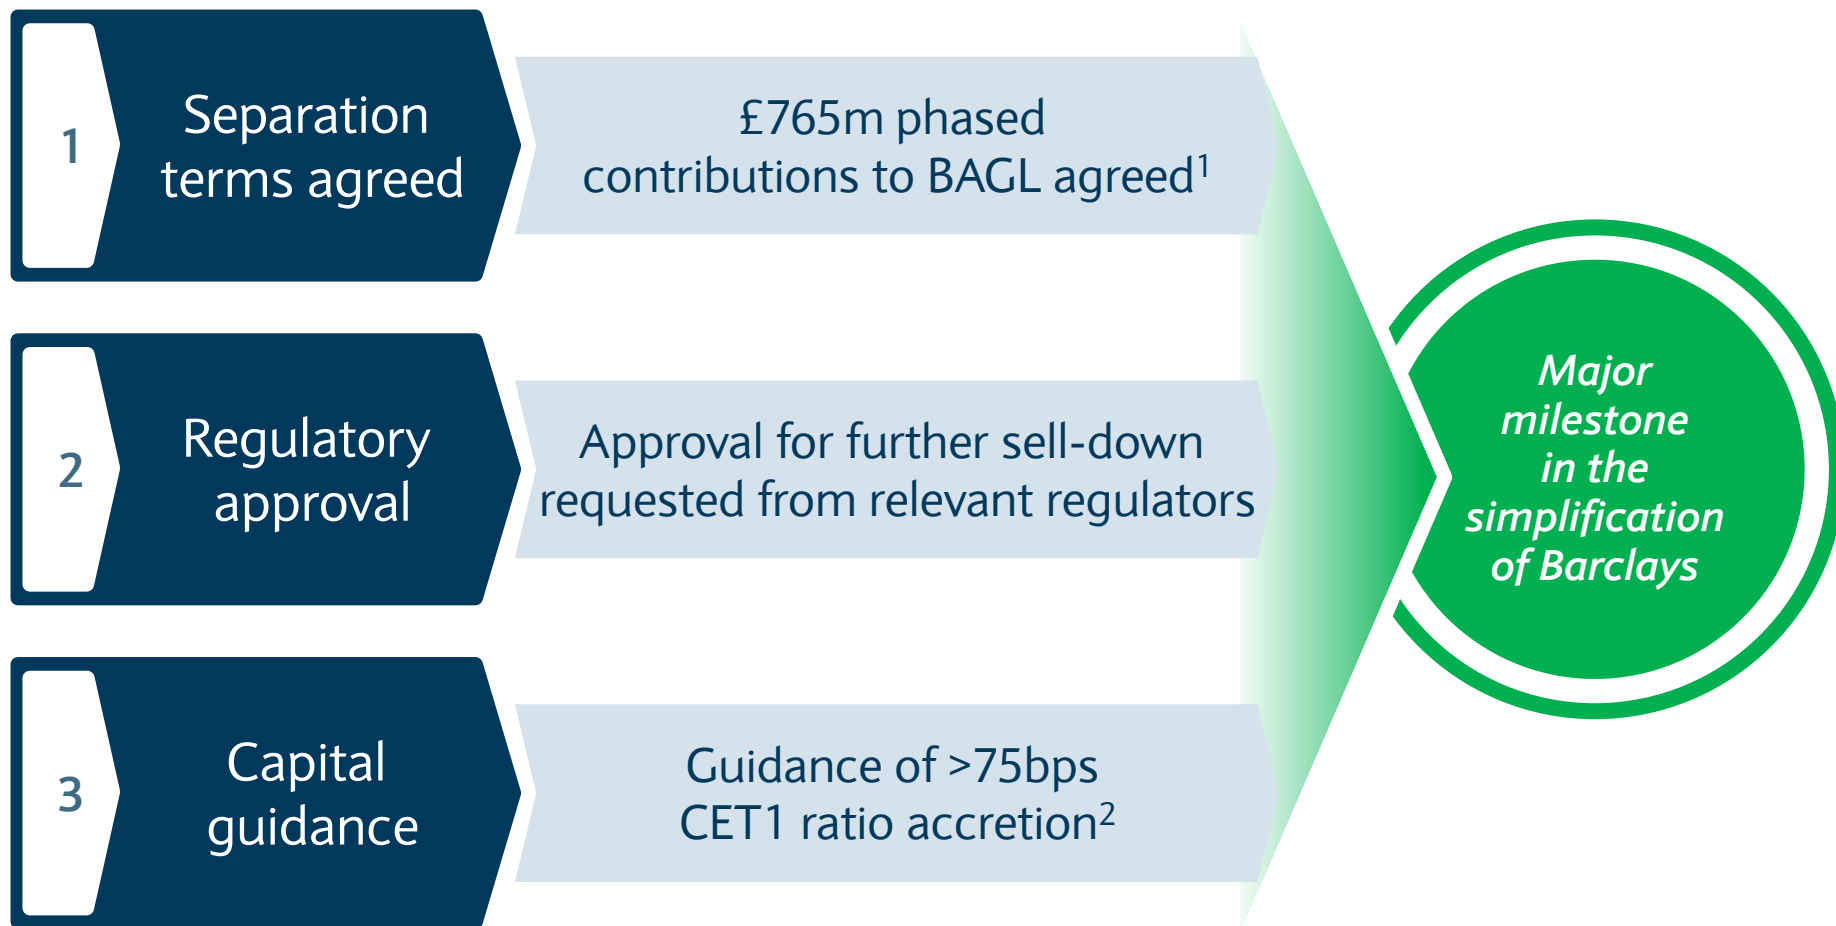 1
Separation
terms agreed
£765m phased
contributions to BAGL agreed¹
2
Regulatory
approval
Approval for further sell-down
requested from relevant regulators
3
Capital
guidance
Guidance of >75bps
CET1 ratio accretion²
Major
milestone
in the
simplification
of Barclays